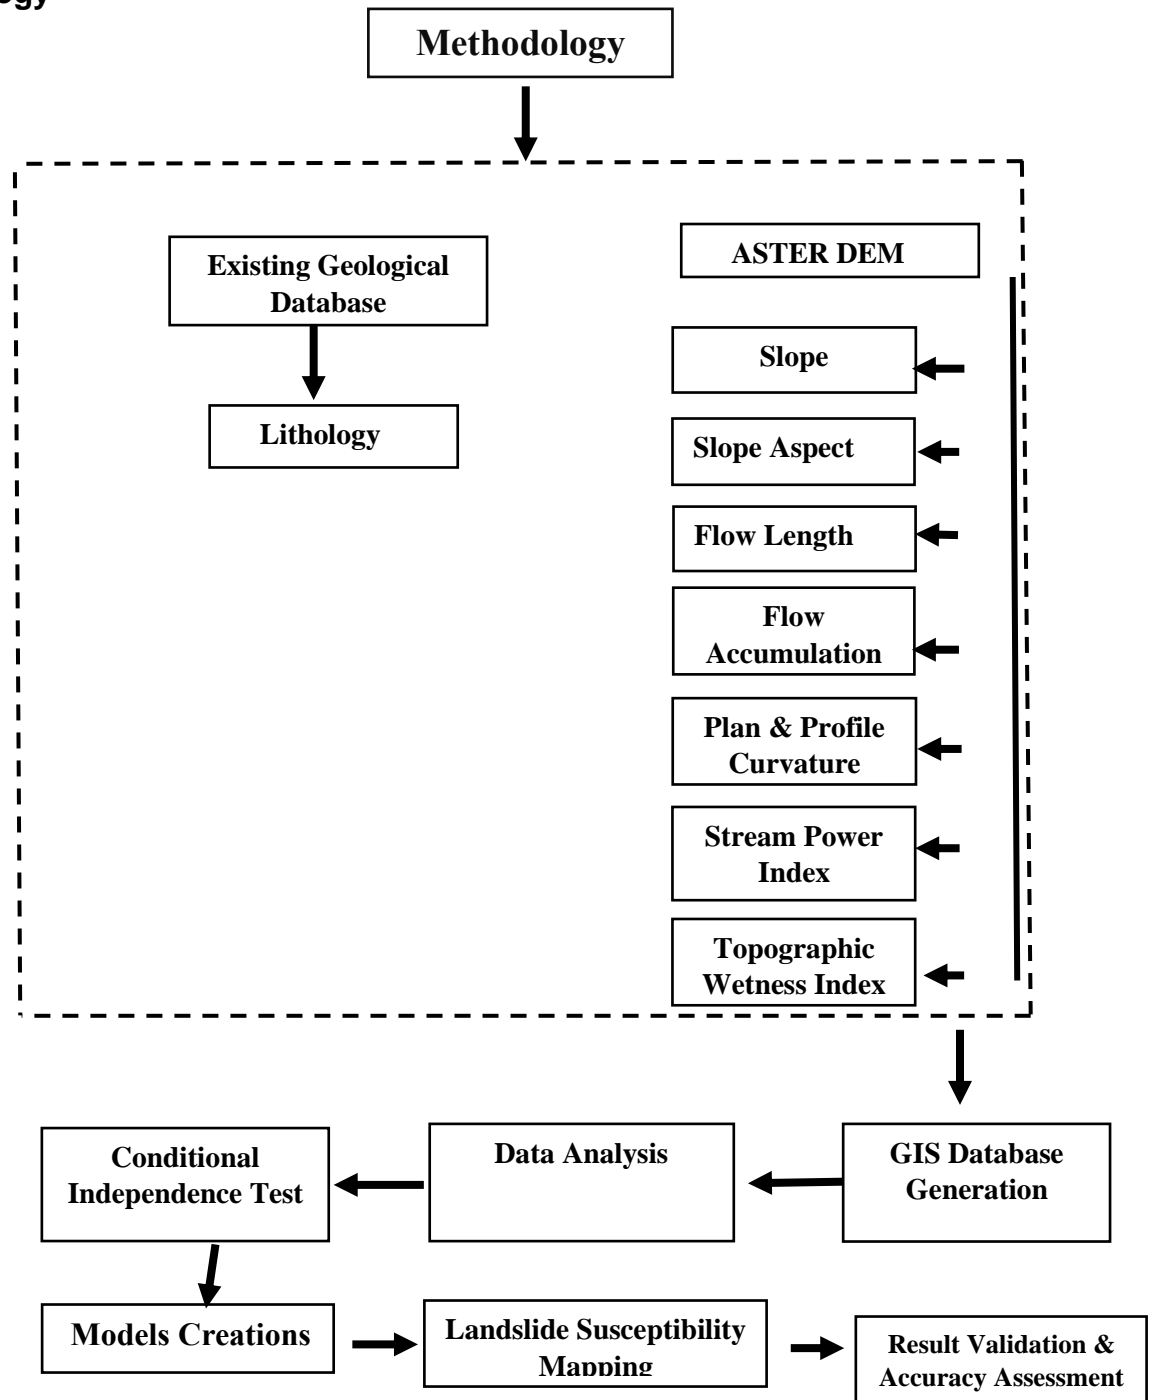 Methodology
Existing Geological
Database
Lithology
ASTER DEM
Slope
Slope Aspect
Flow Length
Flow
Accumulation
Plan & Profile
Curvature
Stream Power
Index
Topographic
Wetness Index
GIS Database
Generation
Data Analysis
Conditional
Independence Test
Models Creations
Landslide Susceptibility
Mapping
Result Validation &
Accuracy Assessment